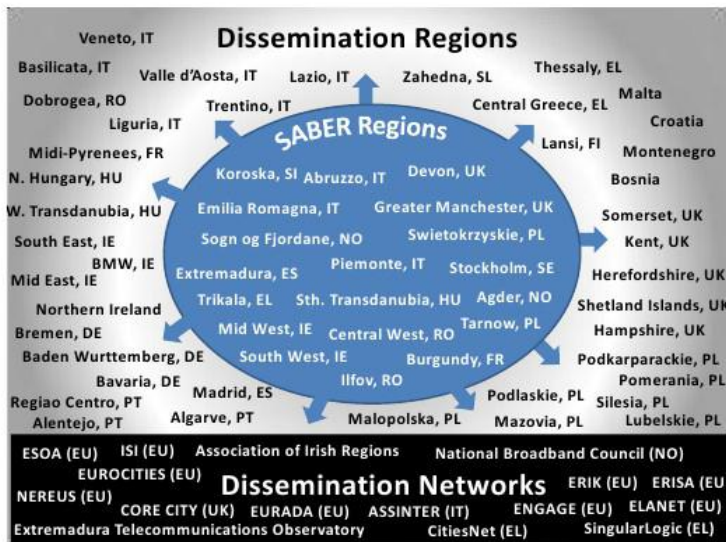 Dissemination Regions
Veneto, IT
Basilicata, IT
Valle d'Aosta, IT
Lazio, IT
Zahedna, SL
Thessaly, EL
Dobrogea, RO
Trentino, IT
Central Greece, EL
Malta
Liguria, IT
Croatia
Midi-Pyrenees, FR
Lansi, FI
Montenegro
N. Hungary, HU
Bosnia
W. Transdanubia, HU
Somerset, UK
South East, IE
Kent, UK
BMW, IE
Mid East, IE
Herefordshire, UK
Northern Ireland
Shetland Islands, UK
Bremen, DE
Hampshire, UK
Baden Wurttemberg, DE
Podkarparackie, PL
Bavaria, DE
Pomerania, PL
Madrid, ES
Podlaskie, PL
Regiao Centro, PT
Silesia, PL
Alentejo, PT
Algarve, PT
Malopolska, PL
Mazovia, PL
Lubelskie, PL
SABER Regions
Koroska, SI
Abruzzo, IT
Devon, UK
Emilia Romagna, IT
Greater Manchester, UK
Sogn og Fjordane, NO
Swietokrzyskie, PL
Extremadura, ES
Piemonte, IT
Stockholm, SE
Trikala, EL
Sth. Transdanubia, HU
Agder, NO
Mid West, IE
Central West, RO
Tarnow, PL
South West, IE
Burgundy, FR
Ilfov, RO
ESOA (EU)
ISI (EU)
Association of Irish Regions
National Broadband Council (NO)
EUROCITIES (EU)
Dissemination Networks
ERIK (EU)
ERISA (EU
NEREUS (EU)
CORE CITY (UK)
EURADA (EU)
ASSINTER (IT)
ENGAGE (EU)
ELANET (EU)
Extremadura Telecommunications Observatory
CitiesNet (EL)
SingularLogic (EL)